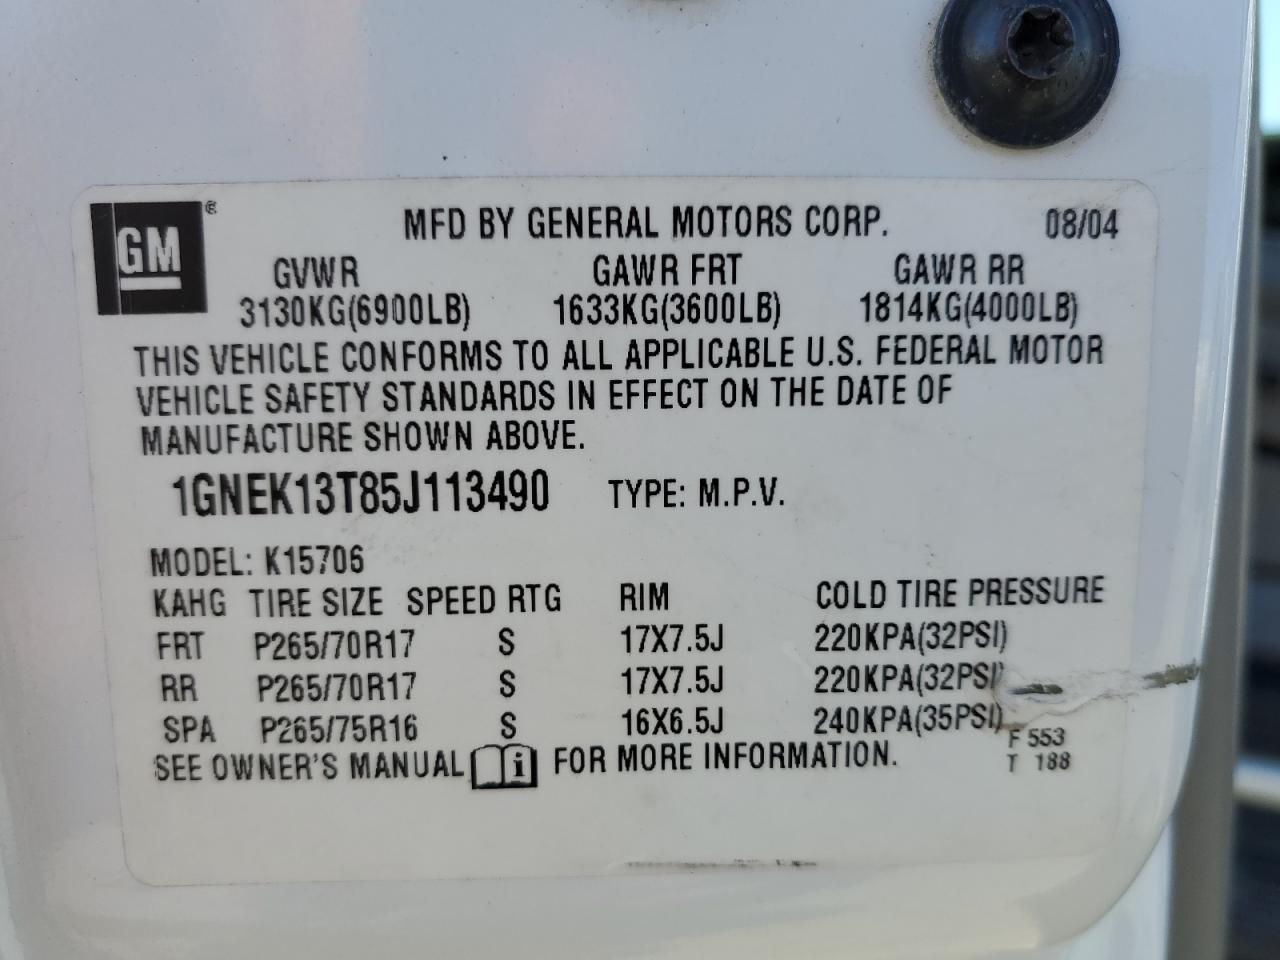 GM ®
MFD BY GENERAL MOTORS CORP. 08/04
GVWR GAWR FRT GAWR RR
3130KG(6900LB) 1633KG(3600LB) 1814KG(4000LB)
THIS VEHICLE CONFORMS TO ALL APPLICABLE U.S. FEDERAL MOTOR
VEHICLE SAFETY STANDARDS IN EFFECT ON THE DATE OF
MANUFACTURE SHOWN ABOVE.
1GNEK13T85J113490 TYPE: M.P.V.
MODEL: K15706
KAHG TIRE SIZE SPEED RTG RIM COLD TIRE PRESSURE
FRT P265/70R17 S 17X7.5J 220KPA(32PSI)
RR P265/70R17 S 17X7.5J 220KPA(32PSI)
SPA P265/75R16 S 16X6.5J 240KPA(35PSI)
SEE OWNER'S MANUAL i FOR MORE INFORMATION.
F 553
T 188